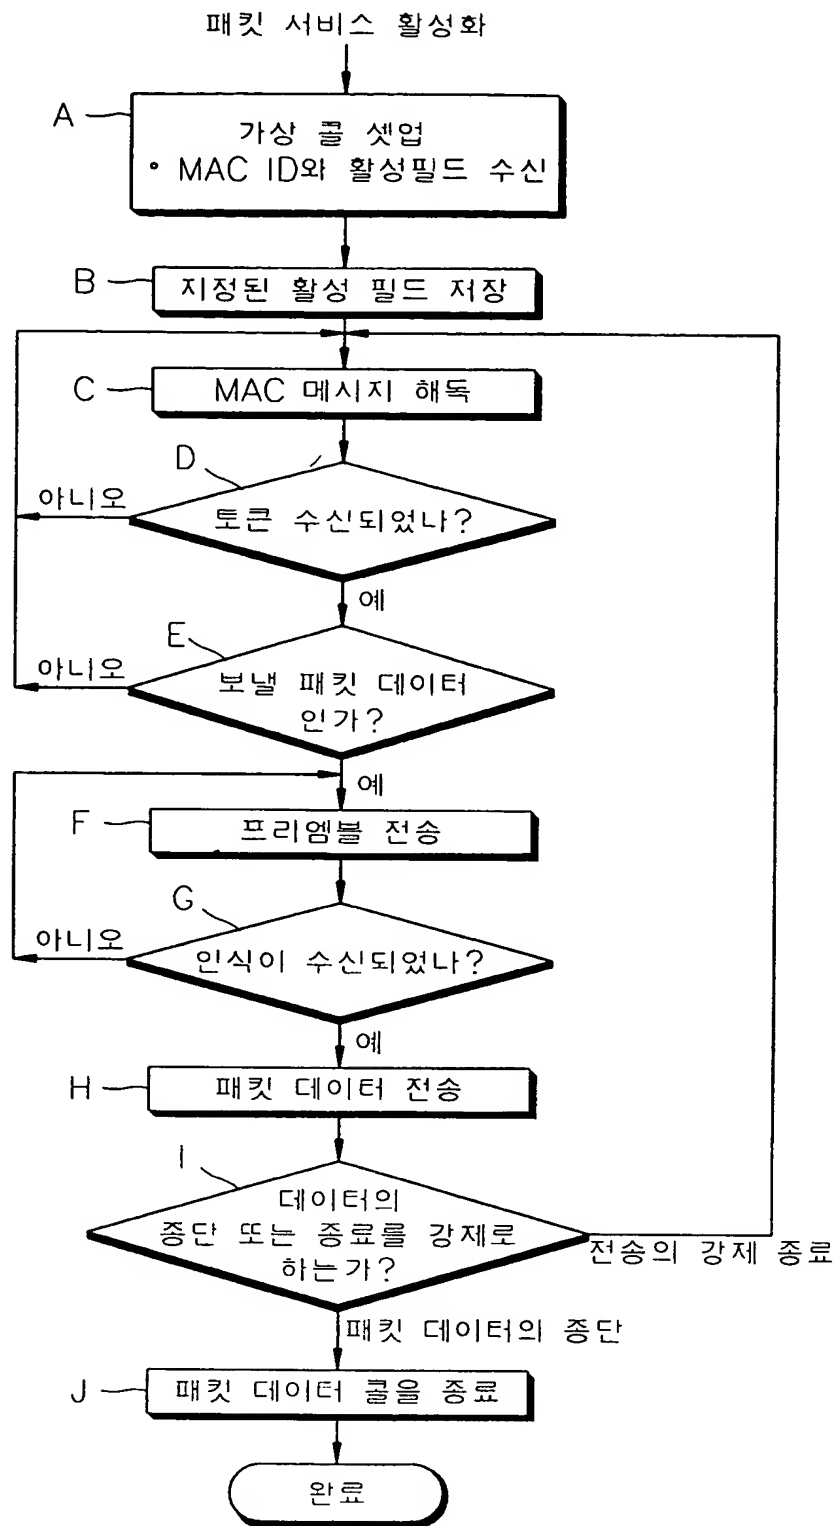 패킷 서비스 활성화
A
가상 콜 셋업
• MAC ID와 활성필드 수신
B
지정된 활성 필드 저장
C
MAC 메시지 해독
D
아니오
토큰 수신되었나?
예
E
아니오
보낼 패킷 데이터
인가?
예
F
프리엠블 전송
G
아니오
인식이 수신되었나?
예
H
패킷 데이터 전송
I
데이터의
중단 또는 종료를 강제로
하는가?
전송의 강제 종료
패킷 데이터의 중단
J
패킷 데이터 콜을 종료
완료